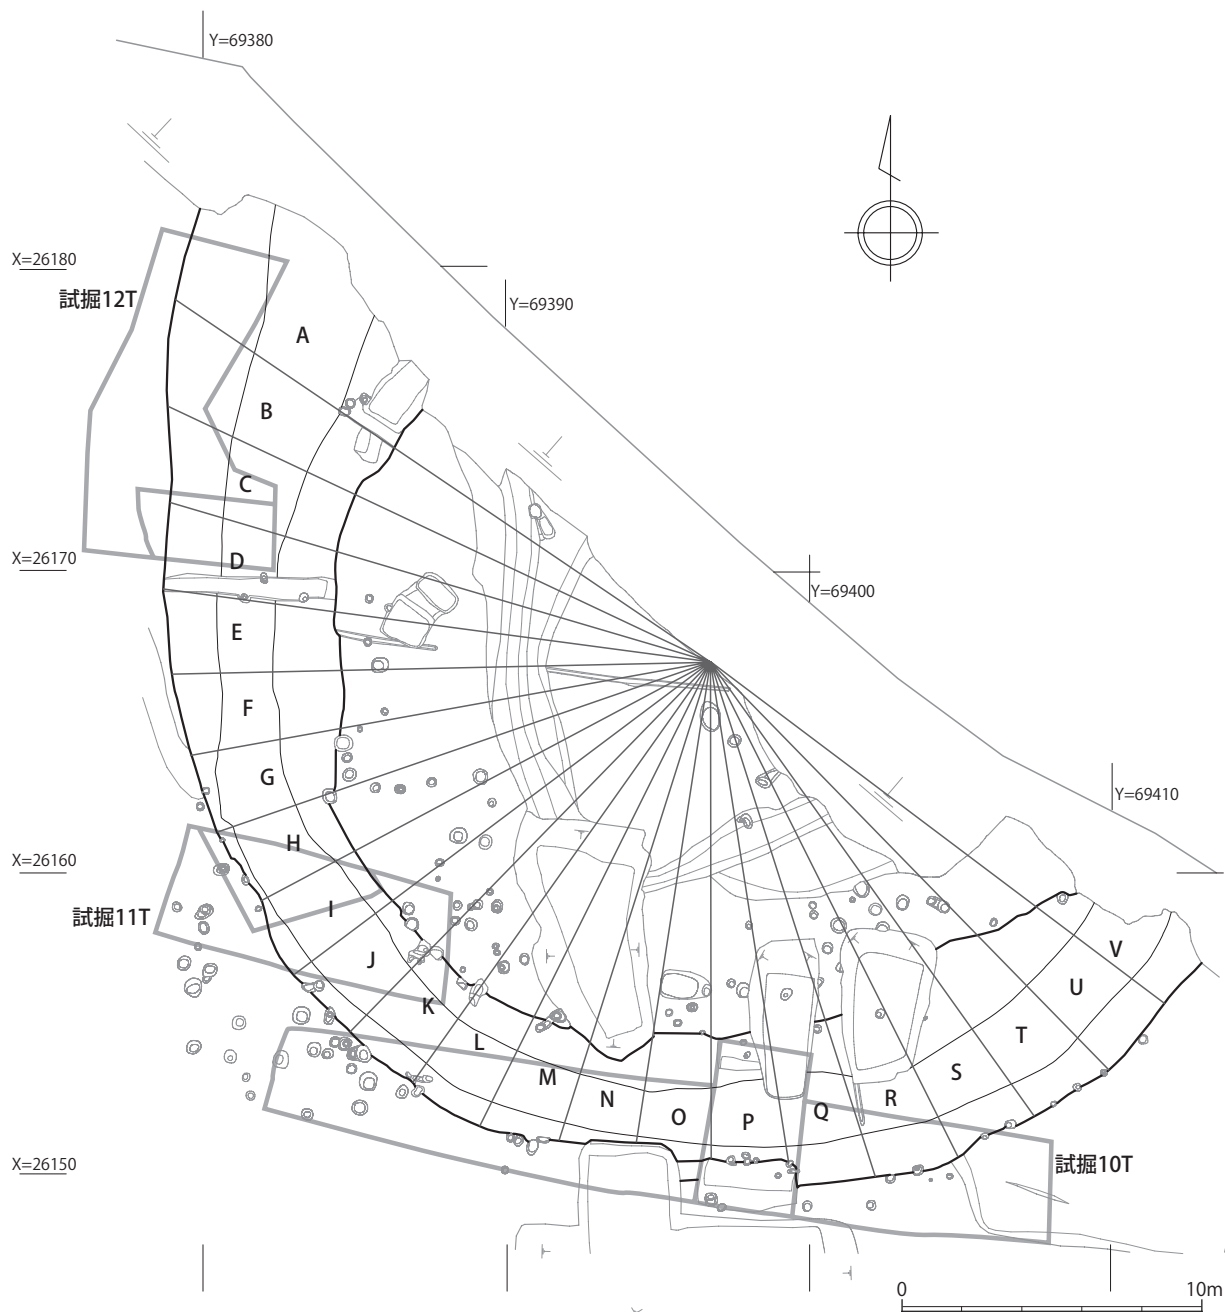 Y=69380
X=26180
試掘12T
Y=69390
A
B
C
X=26170
D
Y=69400
E
F
G
Y=69410
H
X=26160
I
試掘11T
J
V
U
K
T
L
S
M
N
R
O
P
Q
X=26150
試掘10T
0
10m